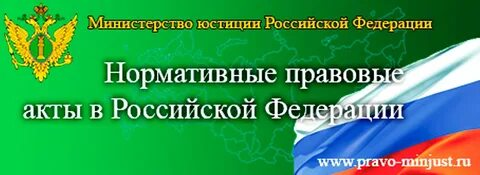 Министерство юстиции Российской Федерации
Нормативные правовые
акты в Российской Федерации
www.pravo-minjust.ru